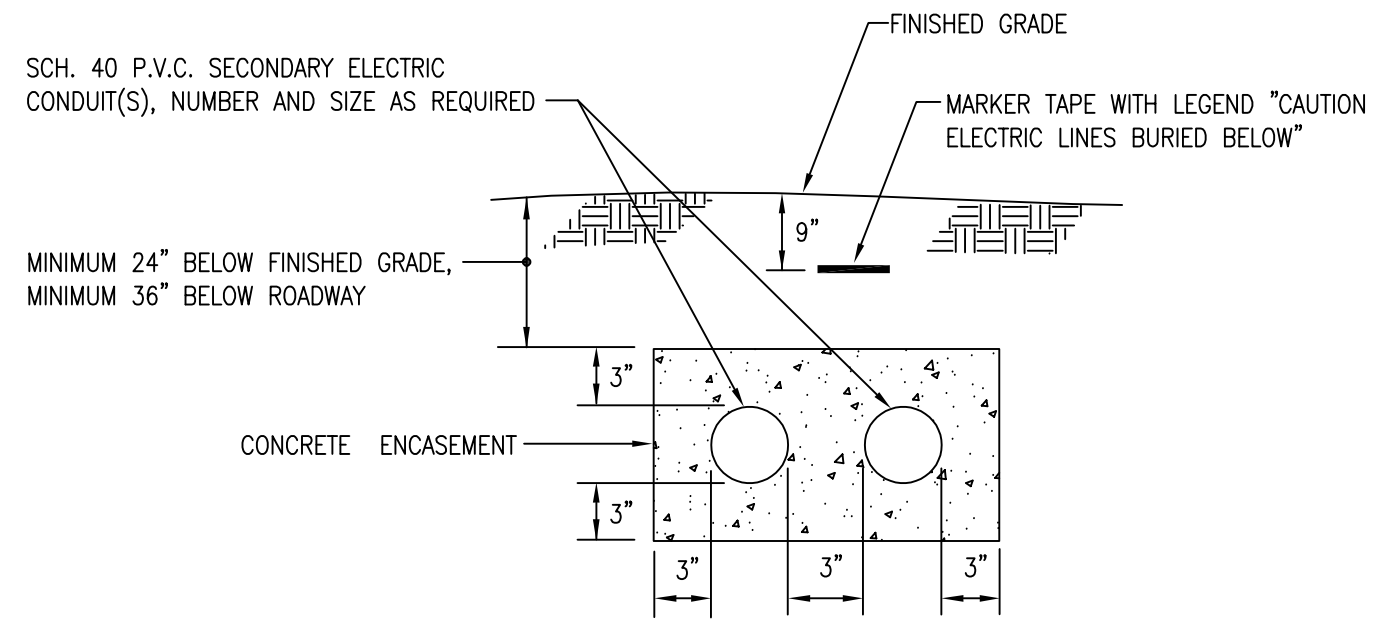 FINISHED GRADE
SCH. 40 P.V.C. SECONDARY ELECTRIC
CONDUIT(S), NUMBER AND SIZE AS REQUIRED
MARKER TAPE WITH LEGEND "CAUTION
ELECTRIC LINES BURIED BELOW"
9"
MINIMUM 24" BELOW FINISHED GRADE,
MINIMUM 36" BELOW ROADWAY
3"
CONCRETE ENCASEMENT
3"
3"
3"
3"